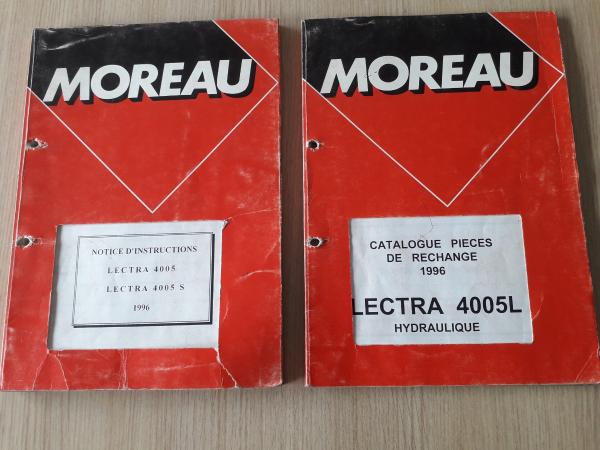 MOREAU
NOTICE D'INSTRUCTIONS
LECTRA 4005
LECTRA 4005 S
1996
MOREAU
CATALOGUE PIECES
DE RECHANGE
1996
LECTRA 4005L
HYDRAULIQUE